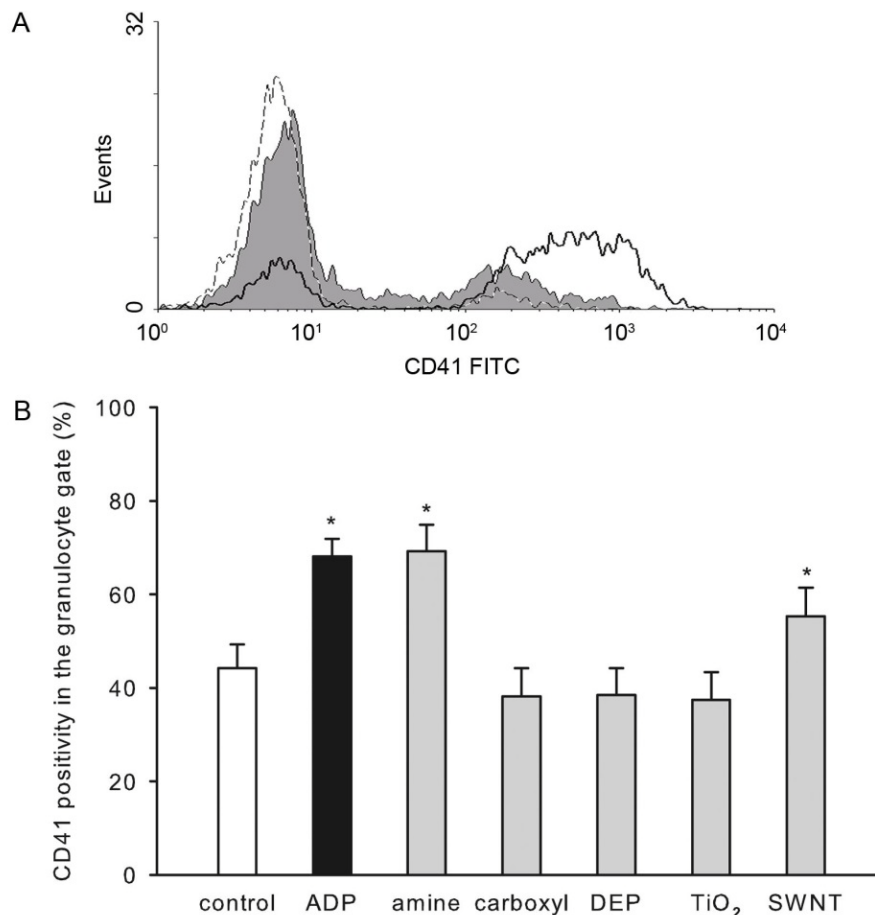 A
32
Events
0
10⁰ 10¹ 10² 10³ 10⁴
CD41 FITC
B
CD41 positivity in the granulocyte gate (%)
100
80
60
40
20
0
* * *
control ADP amine carboxyl DEP TiO₂ SWNT